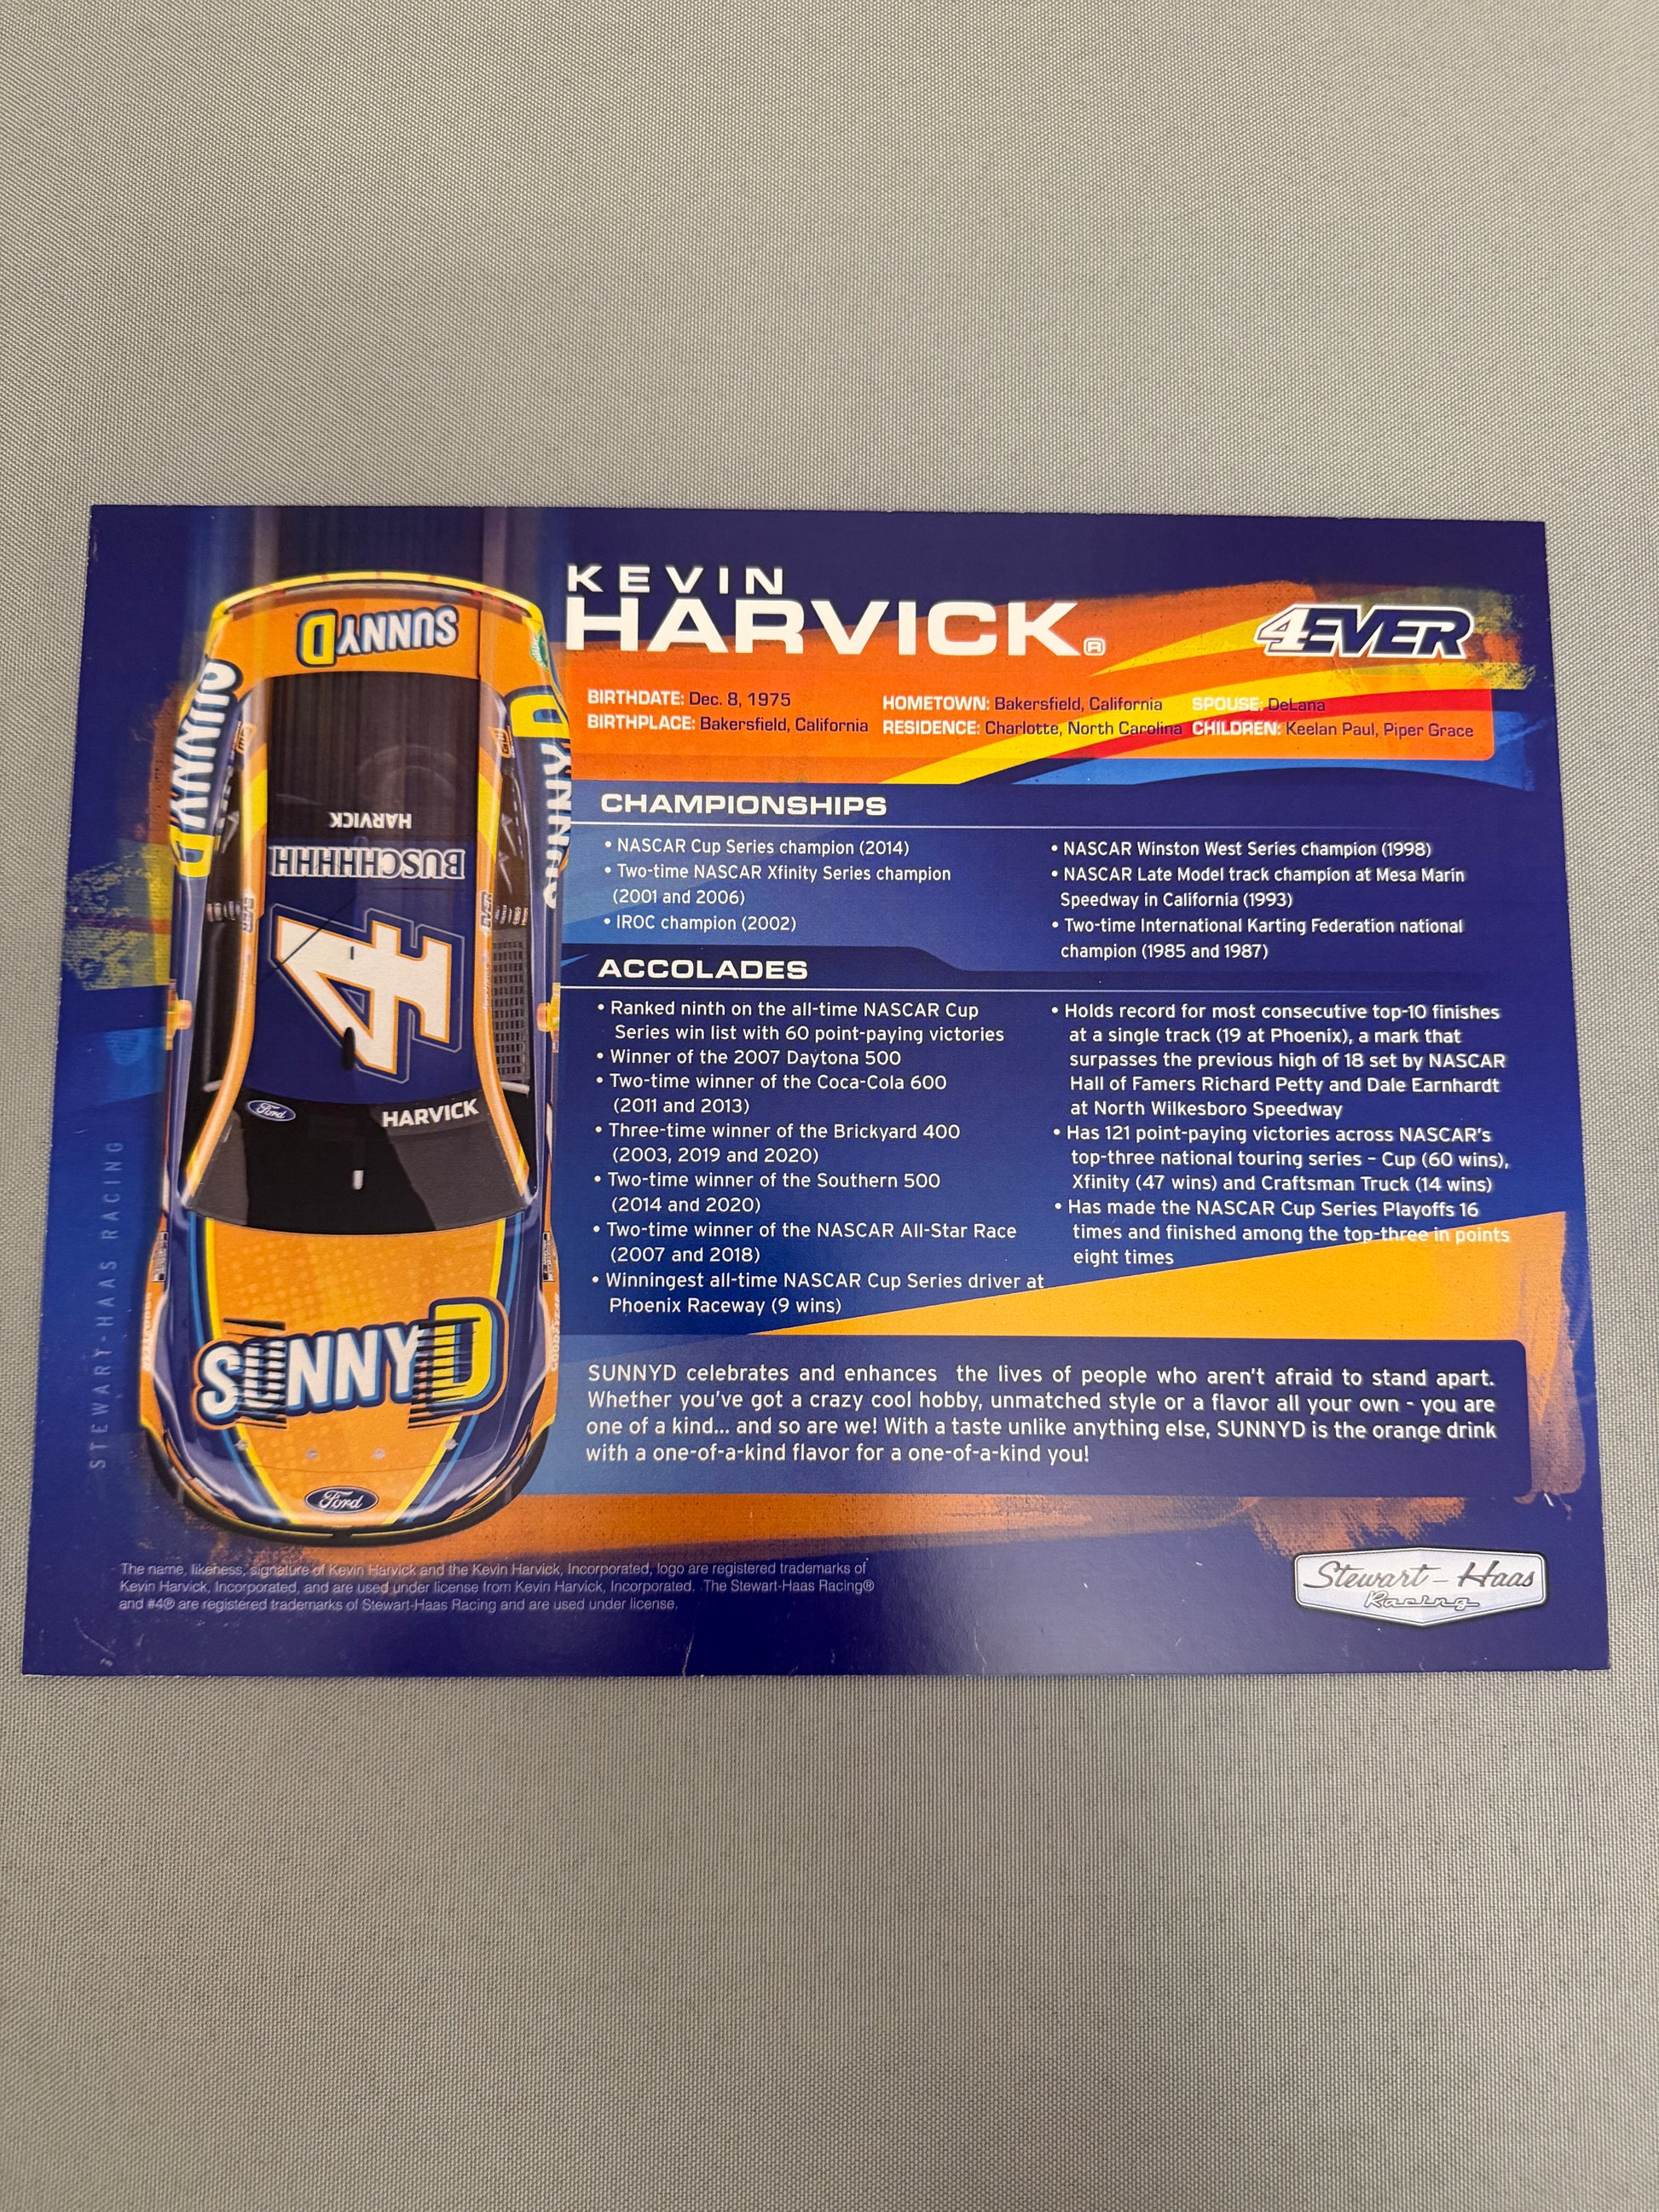 KEVIN
HARVICK®
4EVER
BIRTHDATE: Dec. 8, 1975
BIRTHPLACE: Bakersfield, California
HOMETOWN: Bakersfield, California
RESIDENCE: Charlotte, North Carolina
SPOUSE: DeLana
CHILDREN: Keelan Paul, Piper Grace
CHAMPIONSHIPS
• NASCAR Cup Series champion (2014)
• Two-time NASCAR Xfinity Series champion
(2001 and 2006)
• IROC champion (2002)
• NASCAR Winston West Series champion (1998)
• NASCAR Late Model track champion at Mesa Marin
Speedway in California (1993)
• Two-time International Karting Federation national
champion (1985 and 1987)
ACCOLADES
• Ranked ninth on the all-time NASCAR Cup
Series win list with 60 point-paying victories
• Winner of the 2007 Daytona 500
• Two-time winner of the Coca-Cola 600
(2011 and 2013)
• Three-time winner of the Brickyard 400
(2003, 2019 and 2020)
• Two-time winner of the Southern 500
(2014 and 2020)
• Two-time winner of the NASCAR All-Star Race
(2007 and 2018)
• Winningest all-time NASCAR Cup Series driver at
Phoenix Raceway (9 wins)
• Holds record for most consecutive top-10 finishes
at a single track (19 at Phoenix), a mark that
surpasses the previous high of 18 set by NASCAR
Hall of Famers Richard Petty and Dale Earnhardt
at North Wilkesboro Speedway
• Has 121 point-paying victories across NASCAR's
top-three national touring series – Cup (60 wins),
Xfinity (47 wins) and Craftsman Truck (14 wins)
• Has made the NASCAR Cup Series Playoffs 16
times and finished among the top-three in points
eight times
SUNNYD celebrates and enhances the lives of people who aren't afraid to stand apart.
Whether you've got a crazy cool hobby, unmatched style or a flavor all your own - you are
one of a kind... and so are we! With a taste unlike anything else, SUNNYD is the orange drink
with a one-of-a-kind flavor for a one-of-a-kind you!
SUNNYD
SUNNYD
SUNNYD
HARVICK
BUSCHHHHH
4
Ford
HARVICK
SUNNYD
Ford
STEWART-HAAS RACING
The name, likeness, signature of Kevin Harvick and the Kevin Harvick, Incorporated, logo are registered trademarks of
Kevin Harvick, Incorporated, and are used under license from Kevin Harvick, Incorporated. The Stewart-Haas Racing®
and #4® are registered trademarks of Stewart-Haas Racing and are used under license.
Stewart-Haas
Racing